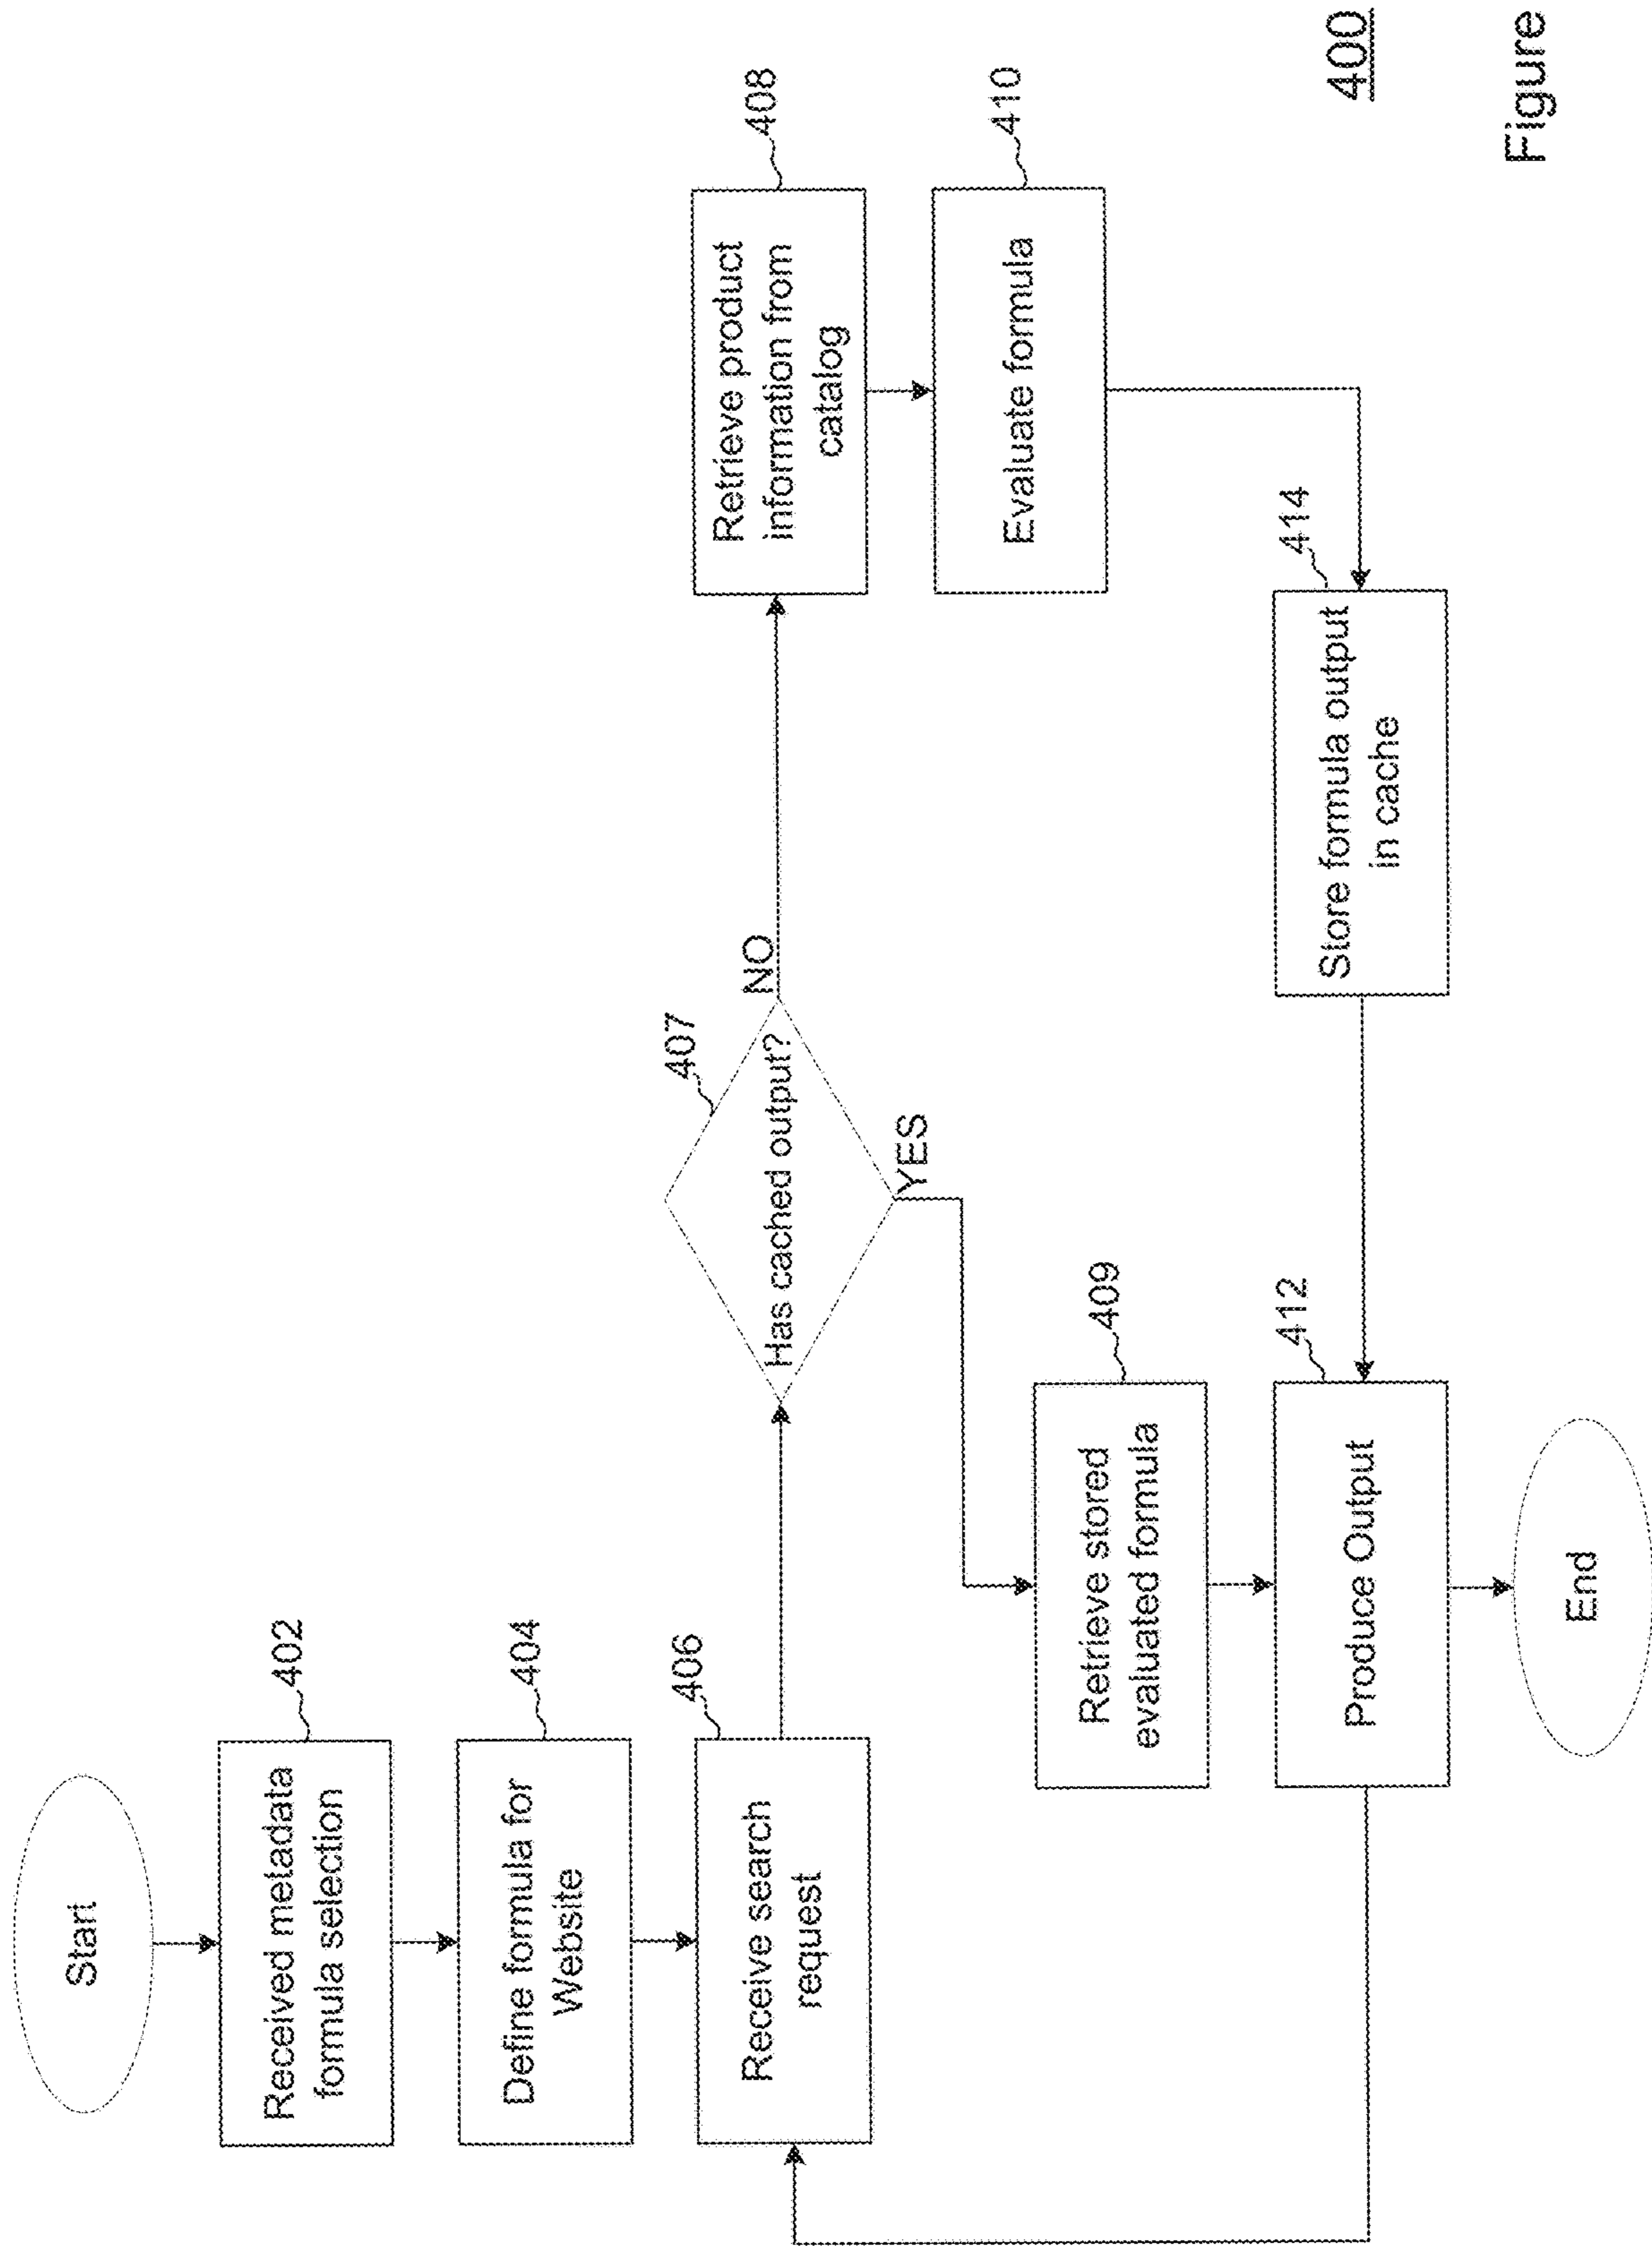 Start
402
Received metadata
formula selection
404
Define formula for
Website
406
Receive search
request
407
Has cached output?
NO
YES
408
Retrieve product
information from
catalog
410
Evaluate formula
409
Retrieve stored
evaluated formula
414
Store formula output
in cache
412
Produce Output
End
400
Figure